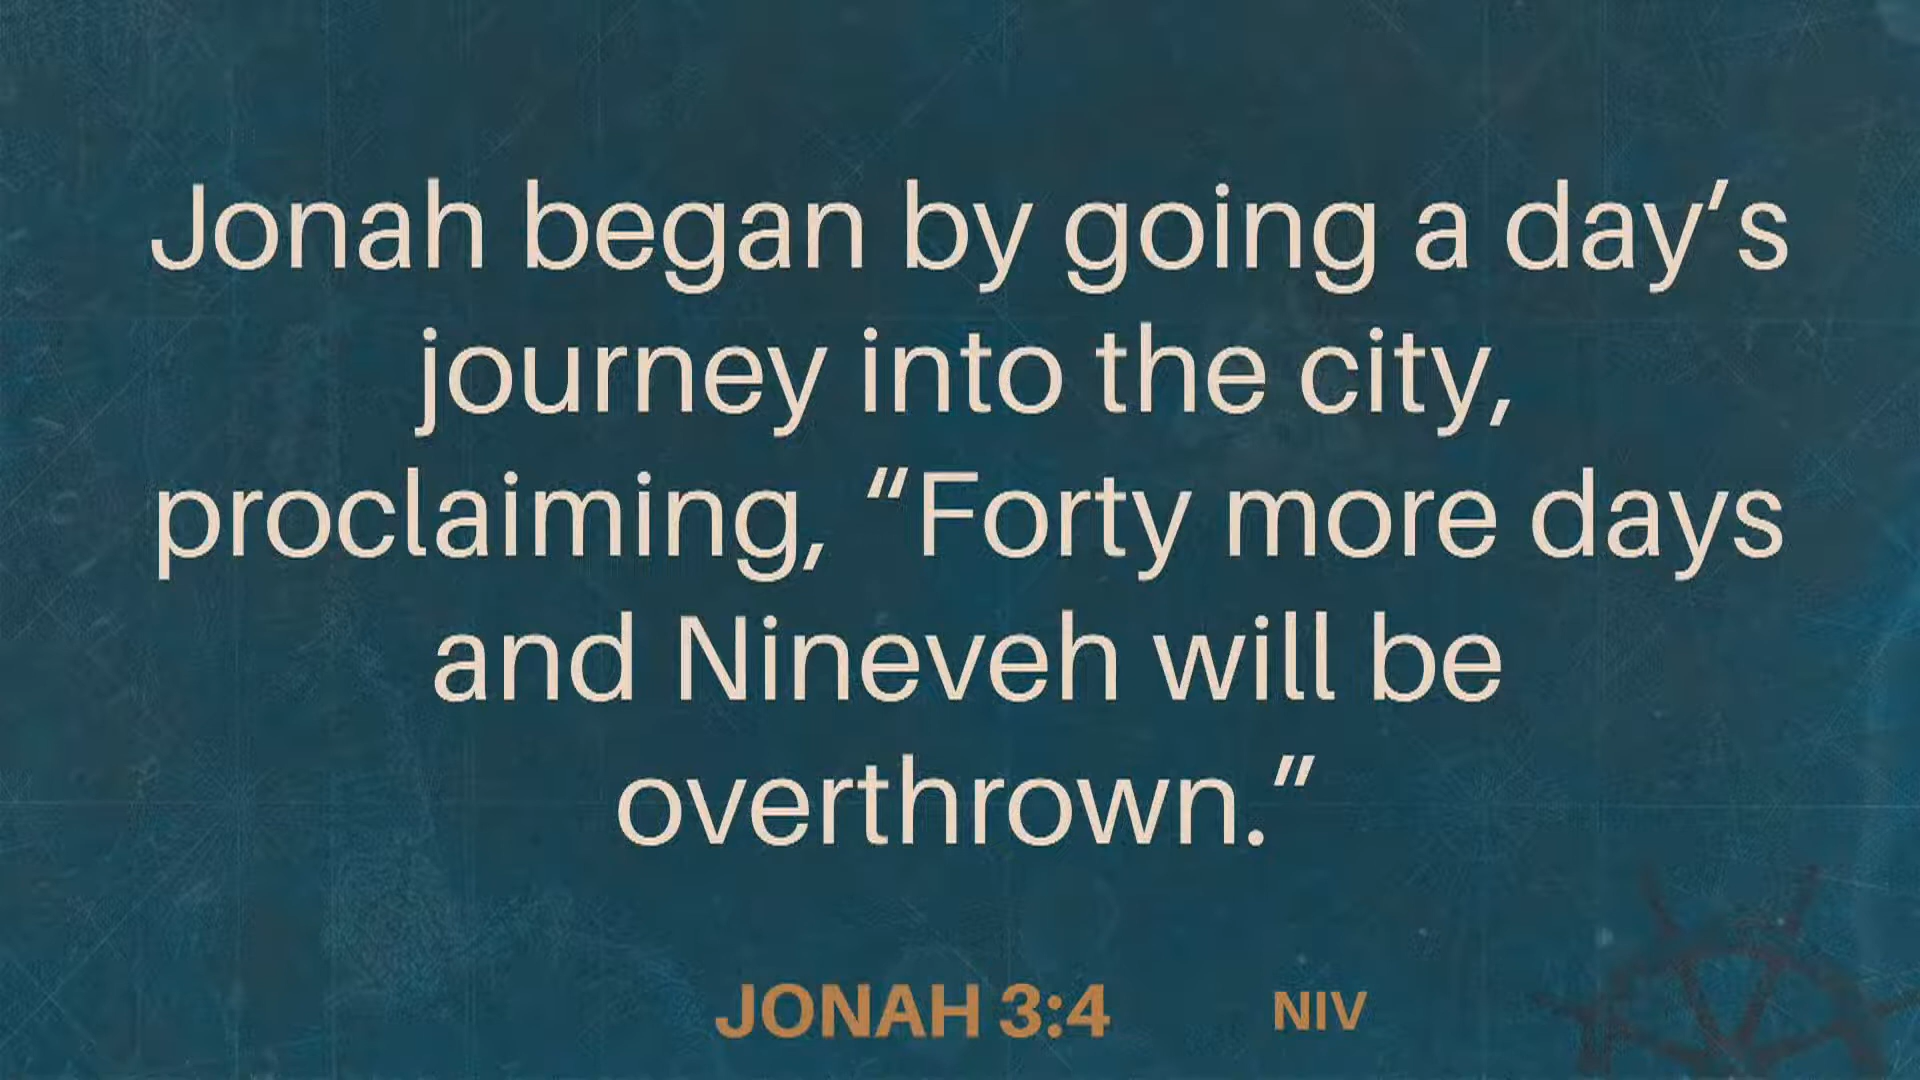 Jonah began by going a day’s
journey into the city,
proclaiming, “Forty more days
and Nineveh will be
overthrown.”
JONAH 3:4 NIV